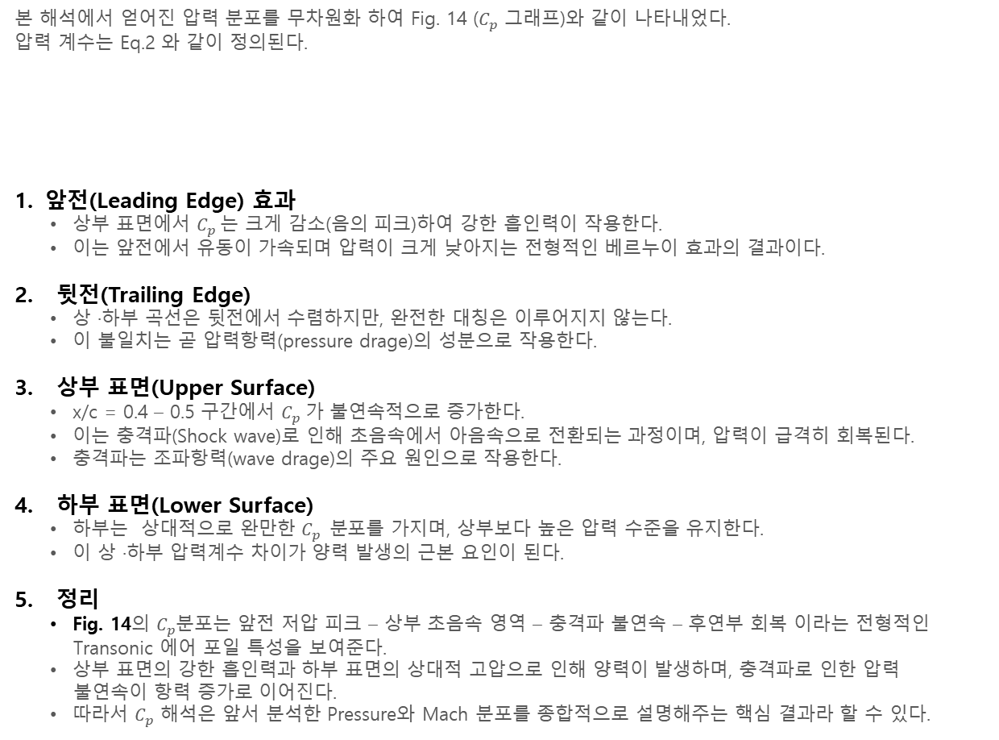 본 해석에서 얻어진 압력 분포를 무차원화 하여 Fig. 14 (C_p 그래프)와 같이 나타내었다.
압력 계수는 Eq.2 와 같이 정의된다.
1. 앞전(Leading Edge) 효과
• 상부 표면에서 C_p 는 크게 감소(음의 피크)하여 강한 흡인력이 작용한다.
• 이는 앞전에서 유동이 가속되며 압력이 크게 낮아지는 전형적인 베르누이 효과의 결과이다.
2. 뒷전(Trailing Edge)
• 상 ·하부 곡선은 뒷전에서 수렴하지만, 완전한 대칭은 이루어지지 않는다.
• 이 불일치는 곧 압력항력(pressure drage)의 성분으로 작용한다.
3. 상부 표면(Upper Surface)
• x/c = 0.4 – 0.5 구간에서 C_p 가 불연속적으로 증가한다.
• 이는 충격파(Shock wave)로 인해 초음속에서 아음속으로 전환되는 과정이며, 압력이 급격히 회복된다.
• 충격파는 조파항력(wave drage)의 주요 원인으로 작용한다.
4. 하부 표면(Lower Surface)
• 하부는 상대적으로 완만한 C_p 분포를 가지며, 상부보다 높은 압력 수준을 유지한다.
• 이 상 ·하부 압력계수 차이가 양력 발생의 근본 요인이 된다.
5. 정리
• Fig. 14의 C_p분포는 앞전 저압 피크 – 상부 초음속 영역 – 충격파 불연속 – 후연부 회복 이라는 전형적인
Transonic 에어 포일 특성을 보여준다.
• 상부 표면의 강한 흡인력과 하부 표면의 상대적 고압으로 인해 양력이 발생하며, 충격파로 인한 압력
불연속이 항력 증가로 이어진다.
• 따라서 C_p 해석은 앞서 분석한 Pressure와 Mach 분포를 종합적으로 설명해주는 핵심 결과라 할 수 있다.